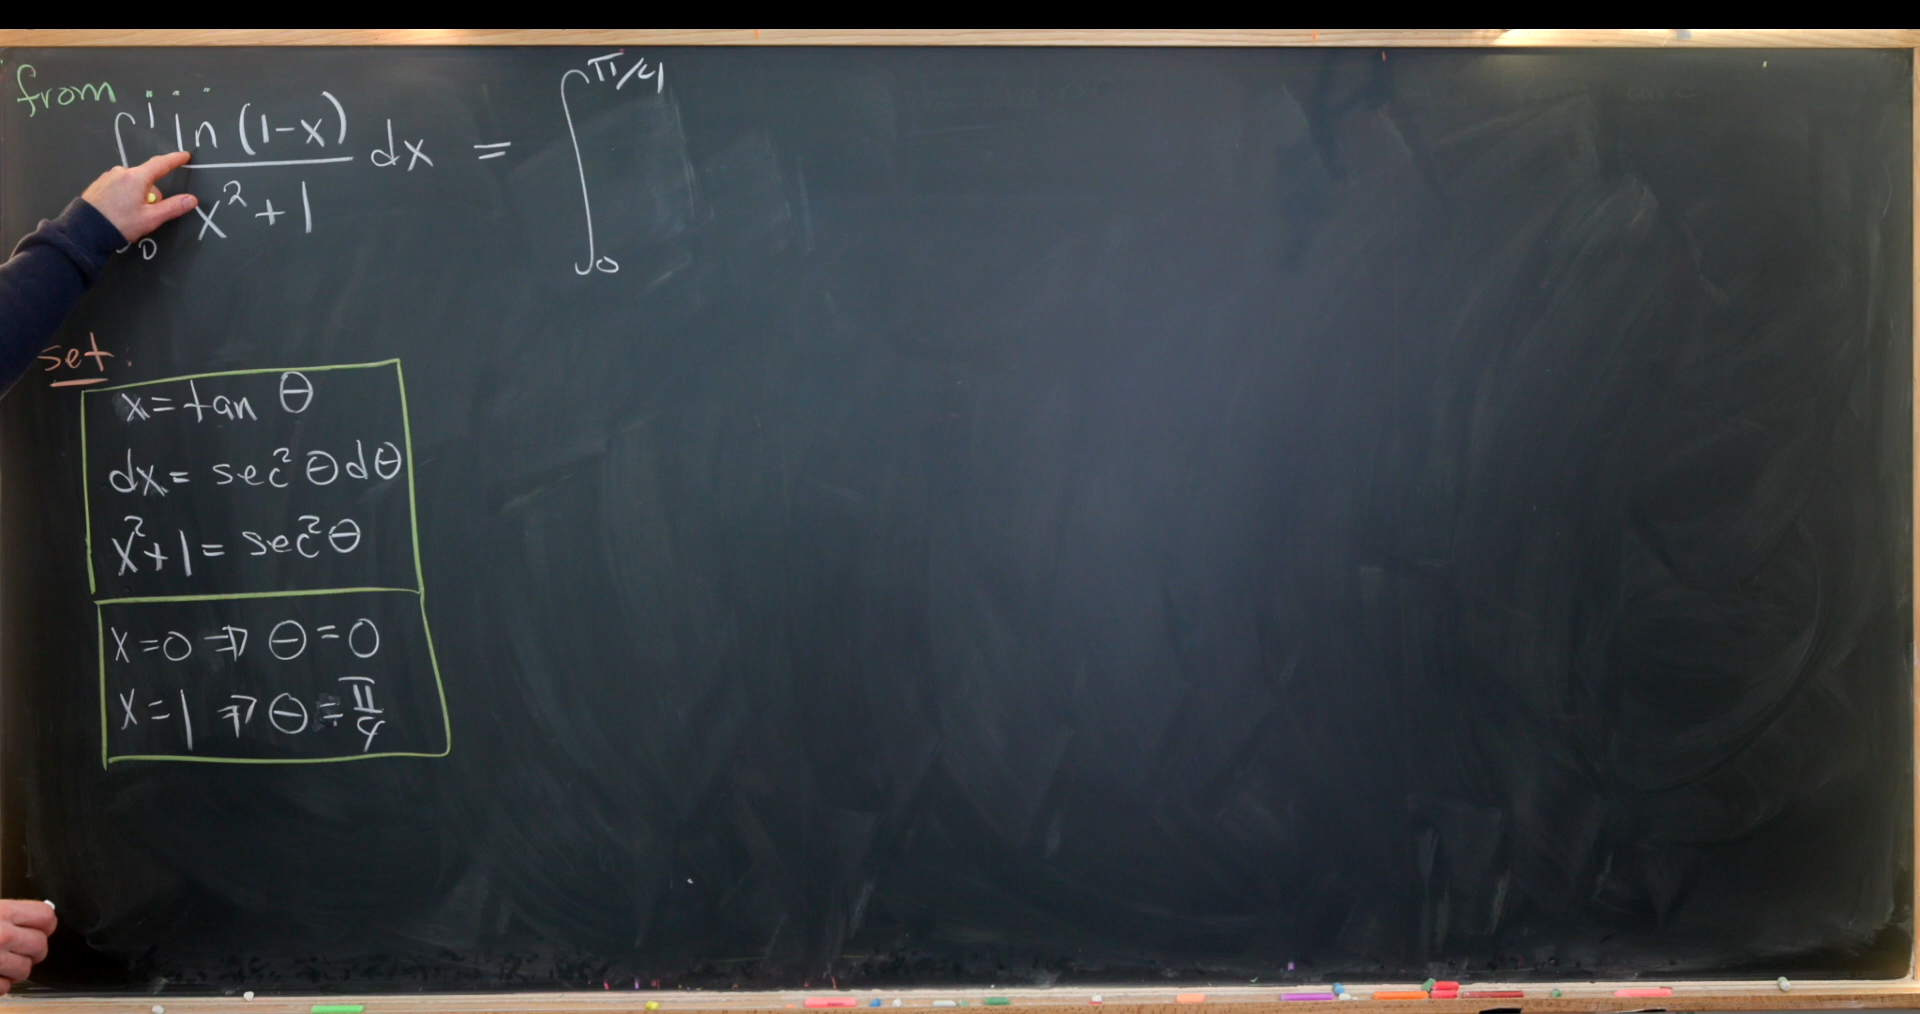 from...
∫₀¹ ln(1-x)/(x²+1) dx = ∫₀^(π/4)
set:
x = tan θ
dx = sec²θ dθ
x²+1 = sec²θ
x=0 ⇒ θ=0
x=1 ⇒ θ=π/4